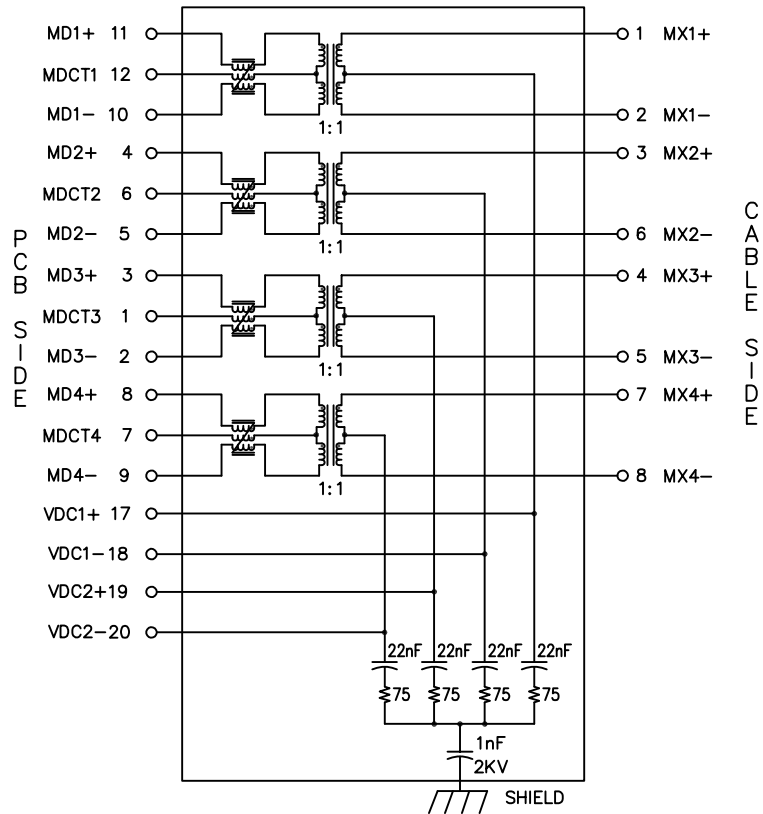 MD1+ 11
1 MX1+
MDCT1 12
MD1- 10
2 MX1-
1:1
MD2+ 4
3 MX2+
MDCT2 6
MD2- 5
6 MX2-
1:1
MD3+ 3
4 MX3+
MDCT3 1
MD3- 2
5 MX3-
1:1
MD4+ 8
7 MX4+
MDCT4 7
MD4- 9
8 MX4-
1:1
VDC1+ 17
VDC1- 18
VDC2+ 19
VDC2- 20
PCB SIDE
CABLE SIDE
22nF 22nF 22nF 22nF
75 75 75 75
1nF
2KV
SHIELD